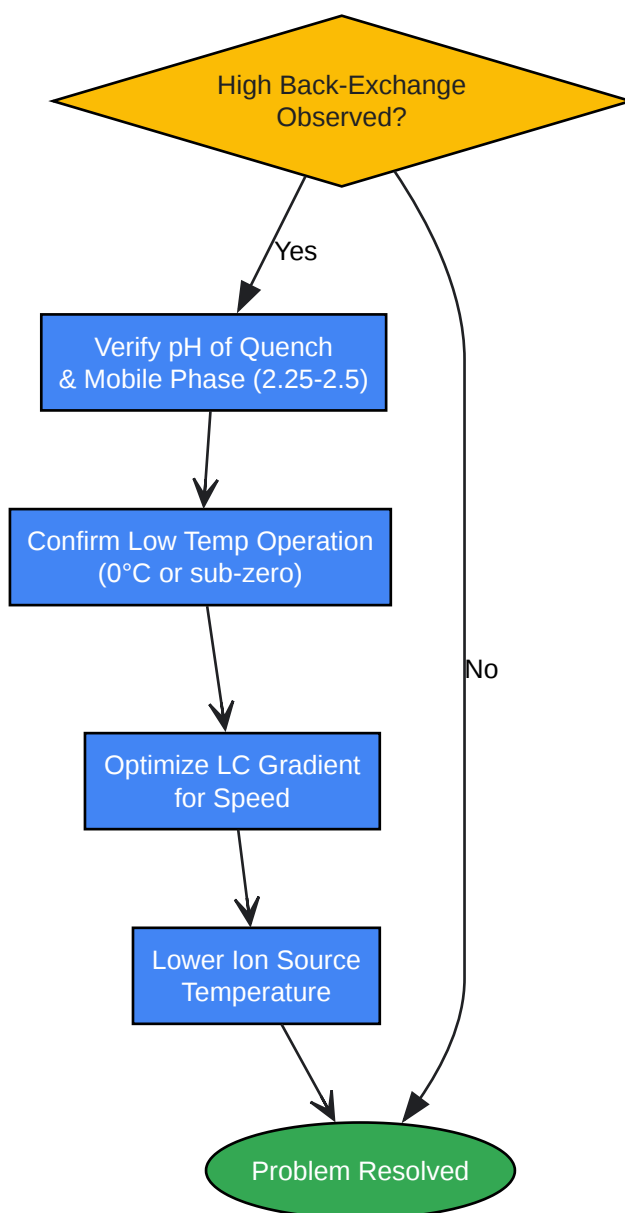 High Back-Exchange
Observed?
Yes
Verify pH of Quench
& Mobile Phase (2.25-2.5)
Confirm Low Temp Operation
(0°C or sub-zero)
No
Optimize LC Gradient
for Speed
Lower Ion Source
Temperature
Problem Resolved